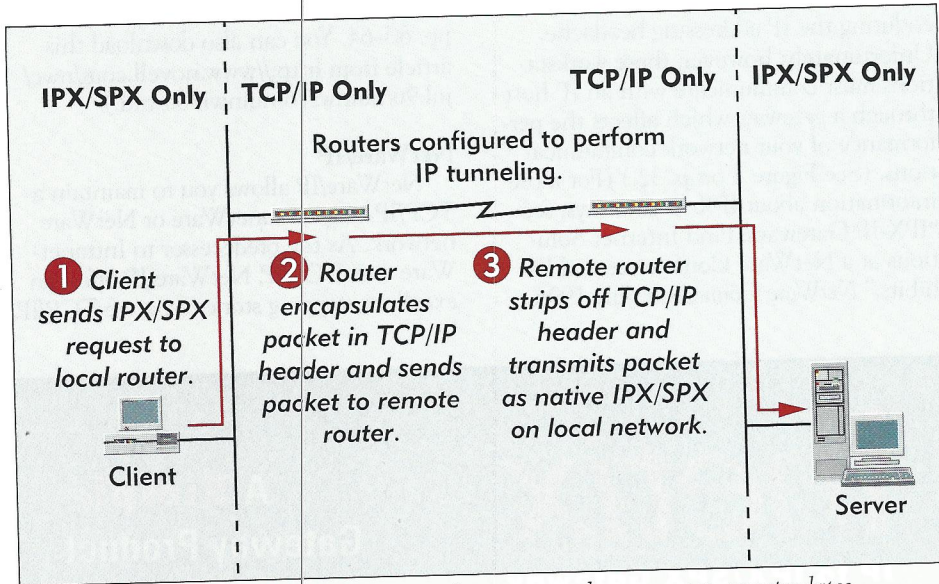 IPX/SPX Only
TCP/IP Only
TCP/IP Only
IPX/SPX Only
Routers configured to perform
IP tunneling.
1 Client
sends IPX/SPX
request to
local router.
2 Router
encapsulates
packet in TCP/IP
header and sends
packet to remote
router.
3 Remote router
strips off TCP/IP
header and
transmits packet
as native IPX/SPX
on local network.
Client
Server